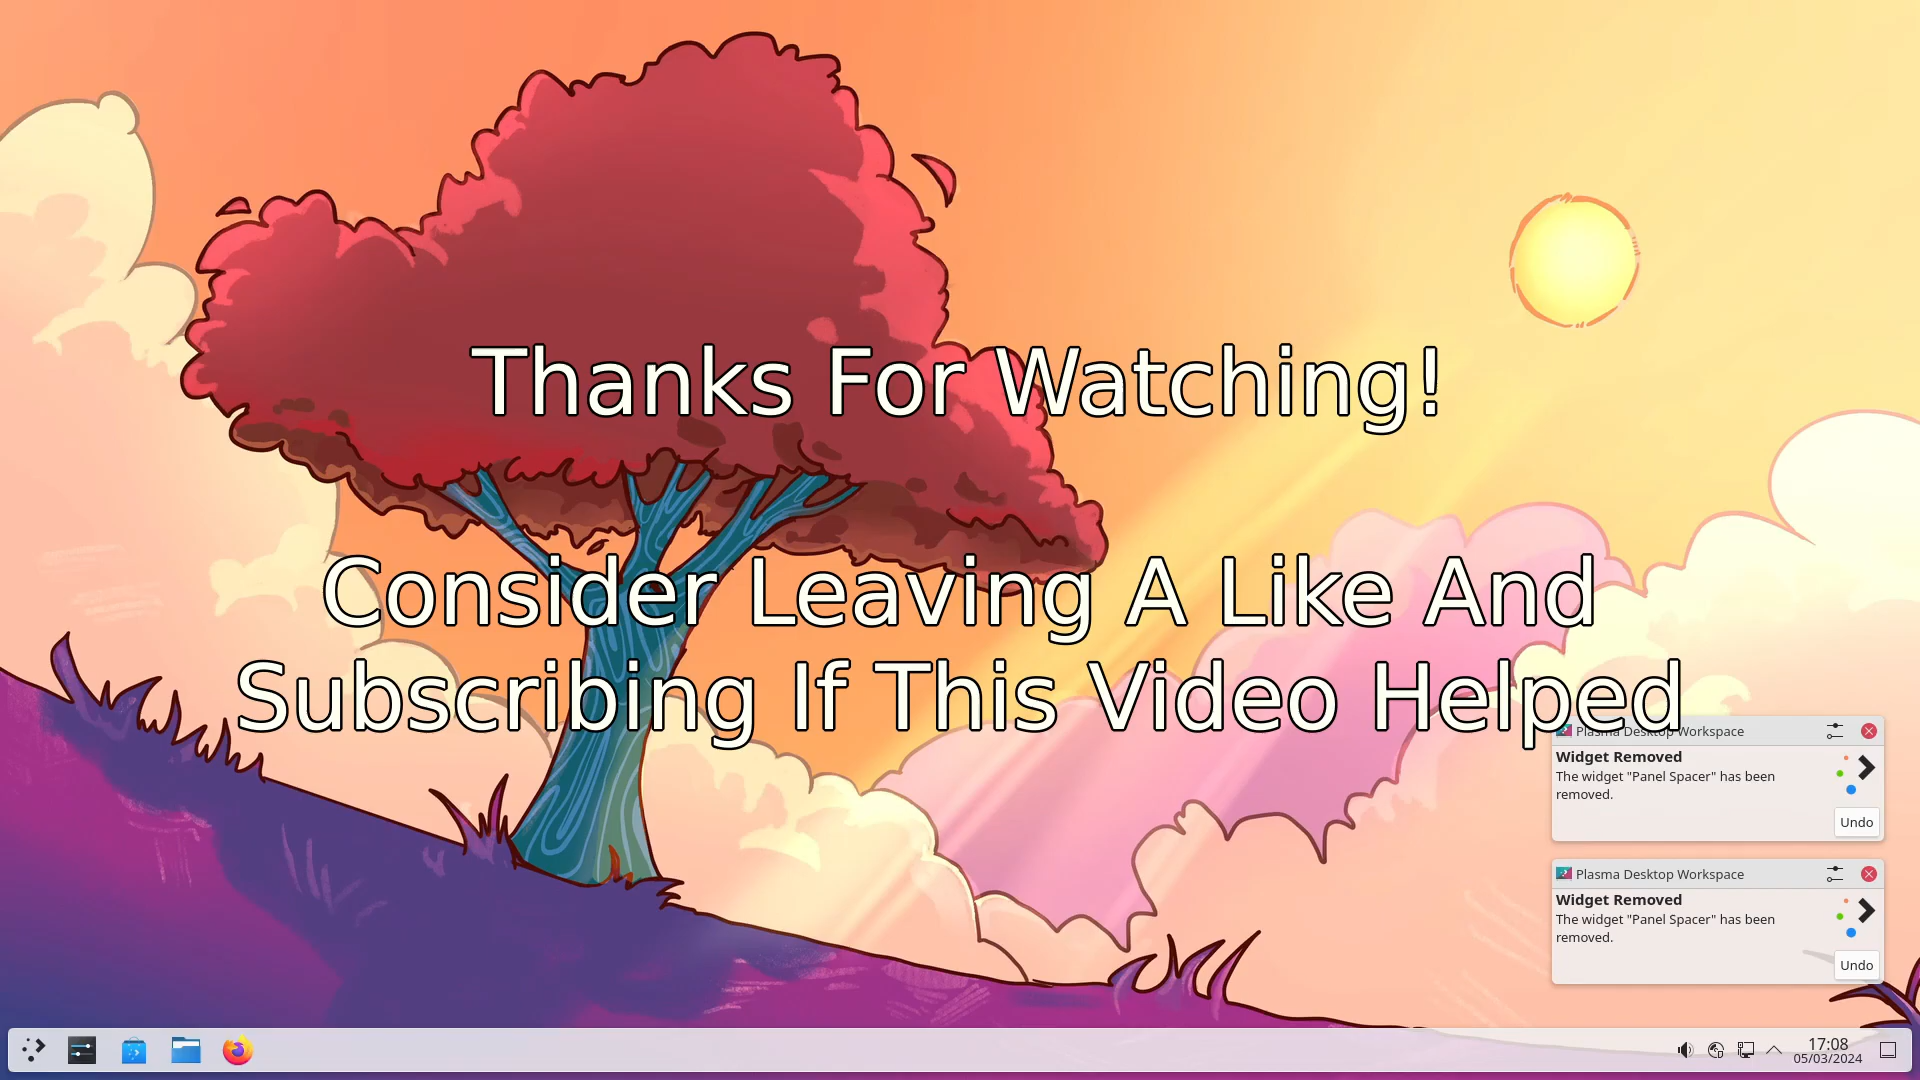 Thanks For Watching!
Consider Leaving A Like And
Subscribing If This Video Helped
Plasma Desktop Workspace
Widget Removed
The widget "Panel Spacer" has been
removed.
Undo
Plasma Desktop Workspace
Widget Removed
The widget "Panel Spacer" has been
removed.
Undo
17:08
05/03/2024